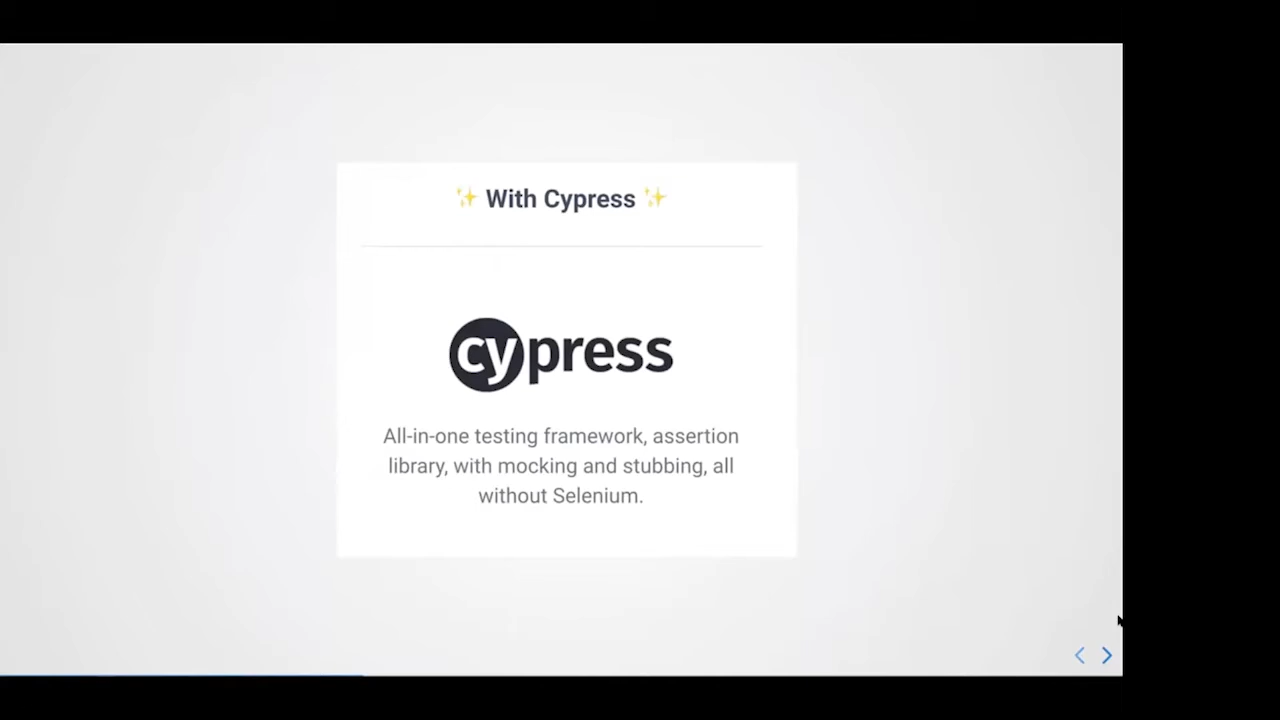 ✨ With Cypress ✨
cypress
All-in-one testing framework, assertion
library, with mocking and stubbing, all
without Selenium.